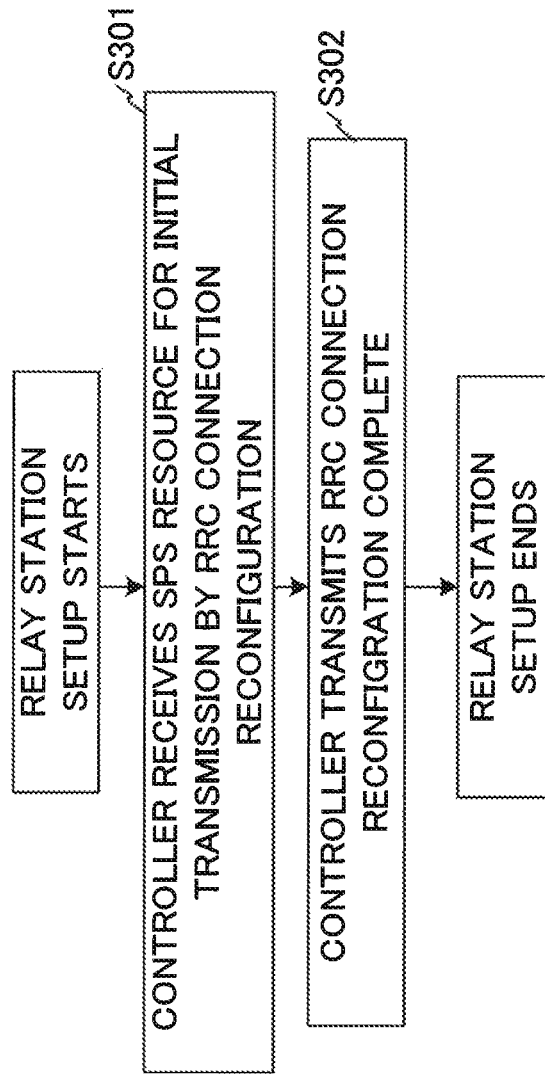 RELAY STATION
SETUP STARTS
S301
CONTROLLER RECEIVES SPS RESOURCE FOR INITIAL
TRANSMISSION BY RRC CONNECTION
RECONFIGURATION
S302
CONTROLLER TRANSMITS RRC CONNECTION
RECONFIGRATION COMPLETE
RELAY STATION
SETUP ENDS